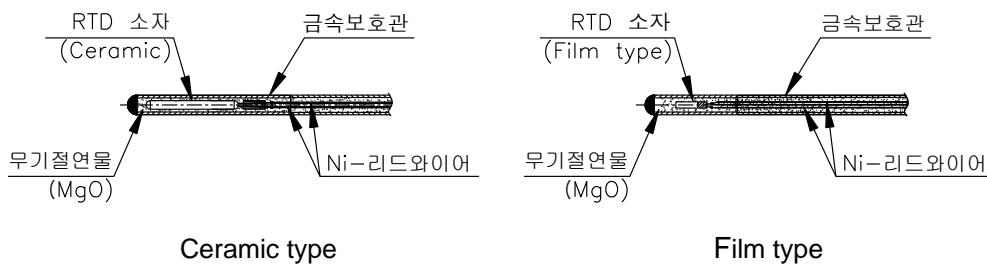 RTD 소자
(Ceramic)
금속보호관
무기절연물
(MgO)
Ni-리드와이어
Ceramic type
RTD 소자
(Film type)
금속보호관
무기절연물
(MgO)
Ni-리드와이어
Film type